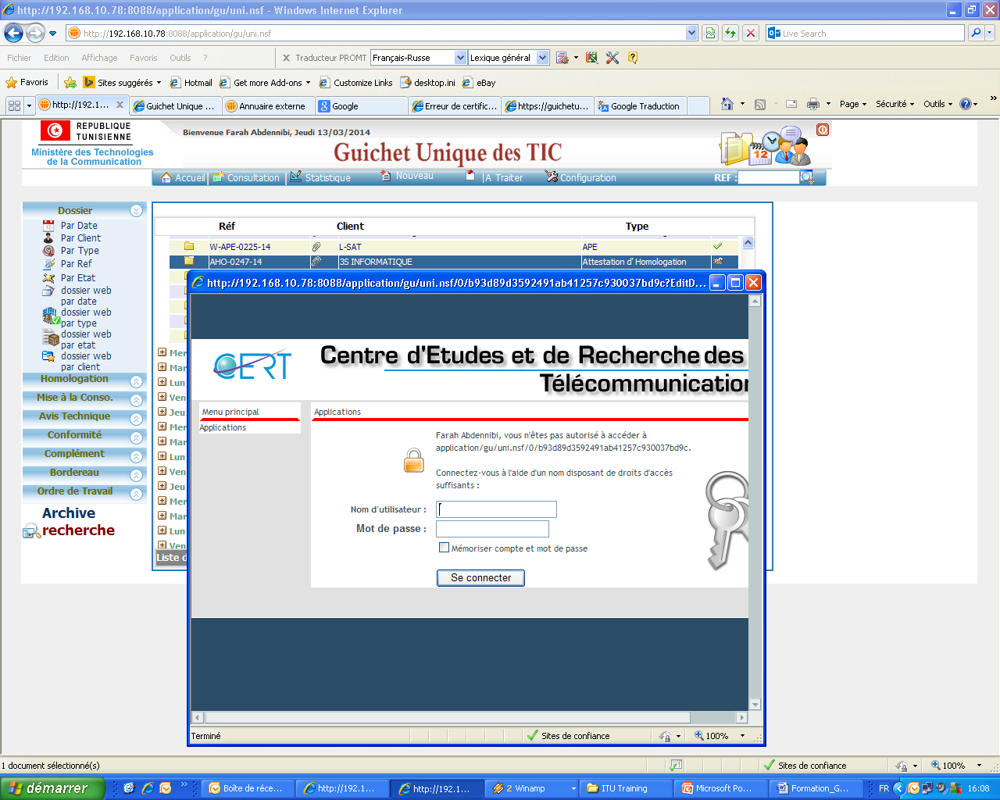 http://192.168.10.78:8088/application/gu/uni.nsf - Windows Internet Explorer
http://192.168.10.78:8088/application/gu/uni.nsf
Live Search
Fichier Edition Affichage Favoris Outils ?
Traducteur PROMT Français-Russe Lexique général
Favoris Sites suggérés Hotmail Get more Add-ons Customize Links desktop.ini eBay
http://192.1... Guichet Unique ... Annuaire externe Google Erreur de certific... https://guichetu... Google Traduction
Page Sécurité Outils »
REPUBLIQUE
TUNISIENNE
Ministère des Technologies
de la Communication
Bienvenue Farah Abdennibi, Jeudi 13/03/2014
Guichet Unique des TIC
12
Accueil Consultation Statistique Nouveau |A Traiter Configuration REF :
Dossier
Par Date
Par Client
Par Type
Par Ref
Par Etat
dossier web
par date
dossier web
par type
dossier web
par etat
dossier web
par client
Homologation
Mise à la Conso.
Avis Technique
Conformité
Complément
Bordereau
Ordre de Travail
Archive
recherche
Réf Client Type
W-APE-0225-14 L-SAT APE
AHO-0247-14 3S INFORMATIQUE Attestation d' Homologation
Mer
Mar
Lun
Ven
Jeu
Mer
Mar
Lun
Ven
Jeu
Mer
Mar
Lun
Ven
Liste d
http://192.168.10.78:8088/application/gu/uni.nsf/0/b93d89d3592491ab41257c930037bd9c?EditD...
CERT
Centre d'Etudes et de Recherche des
Télécommunication
Menu principal
Applications
Applications
Farah Abdennibi, vous n'êtes pas autorisé à accéder à
application/gu/uni.nsf/0/b93d89d3592491ab41257c930037bd9c.
Connectez-vous à l'aide d'un nom disposant de droits d'accès
suffisants :
Nom d'utilisateur :
Mot de passe :
Mémoriser compte et mot de passe
Se connecter
Terminé Sites de confiance 100%
1 document sélectionné(s) Sites de confiance 100%
démarrer » Boîte de réce... http://192.1... http://192.1... 2 Winamp ITU Training Microsoft Po... Formation_G... FR 16:08